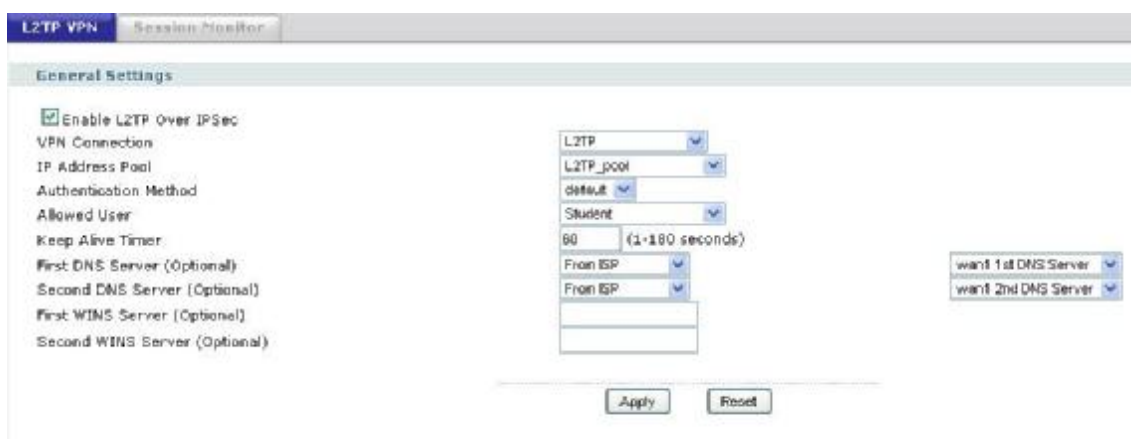 L2TP VPN Session Monitor
General Settings
Enable L2TP Over IPSec
VPN Connection L2TP
IP Address Pool L2TP_pool
Authentication Method default
Allowed User Student
Keep Alive Timer 60 (1-180 seconds)
First DNS Server (Optional) From ISP wan1 1st DNS Server
Second DNS Server (Optional) From ISP wan1 2nd DNS Server
First WINS Server (Optional)
Second WINS Server (Optional)
Apply Reset